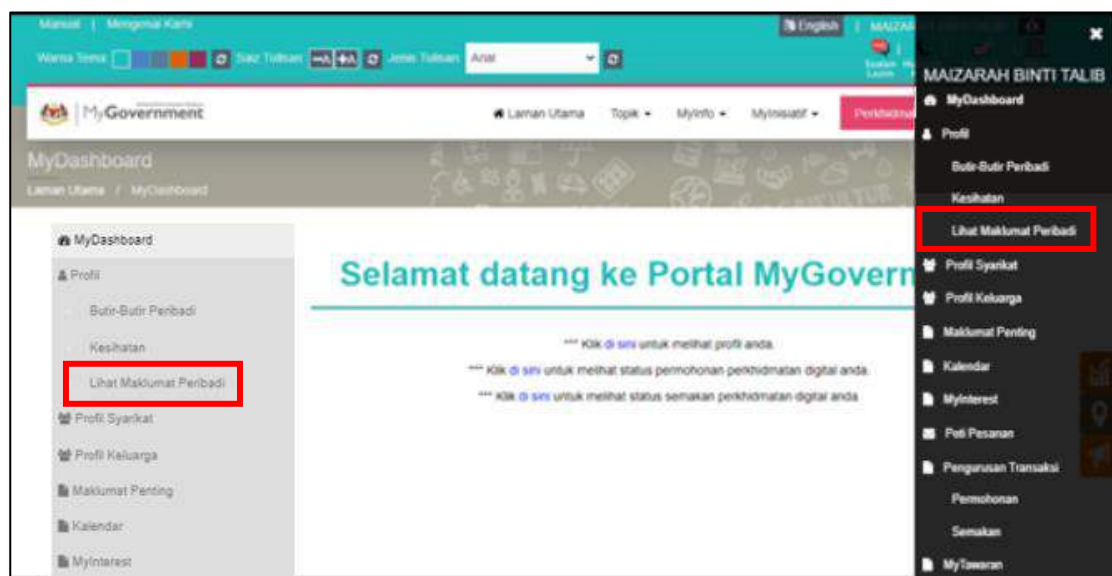 Manual | Mengenai Kami
English | MAIZAR
Warna Tema: Saiz Tulisan -A +A Jenis Tulisan Arial
Soalan
Lazim
MyGovernment
Laman Utama Topik MyInfo MyInisiatif
MyDashboard
Laman Utama / MyDashboard
MyDashboard
Profil
Butir-Butir Peribadi
Kesihatan
Lihat Maklumat Peribadi
Profil Syarikat
Profil Keluarga
Maklumat Penting
Kalendar
MyInterest
Selamat datang ke Portal MyGovern
*** Klik di sini untuk melihat profil anda.
*** Klik di sini untuk melihat status permohonan perkhidmatan digital anda.
*** Klik di sini untuk melihat status semakan perkhidmatan digital anda
×
MAIZARAH BINTI TALIB
MyDashboard
Profil
Butir-Butir Peribadi
Kesihatan
Lihat Maklumat Peribadi
Profil Syarikat
Profil Keluarga
Maklumat Penting
Kalendar
MyInterest
Peti Pesanan
Pengurusan Transaksi
Permohonan
Semakan
MyTawaran